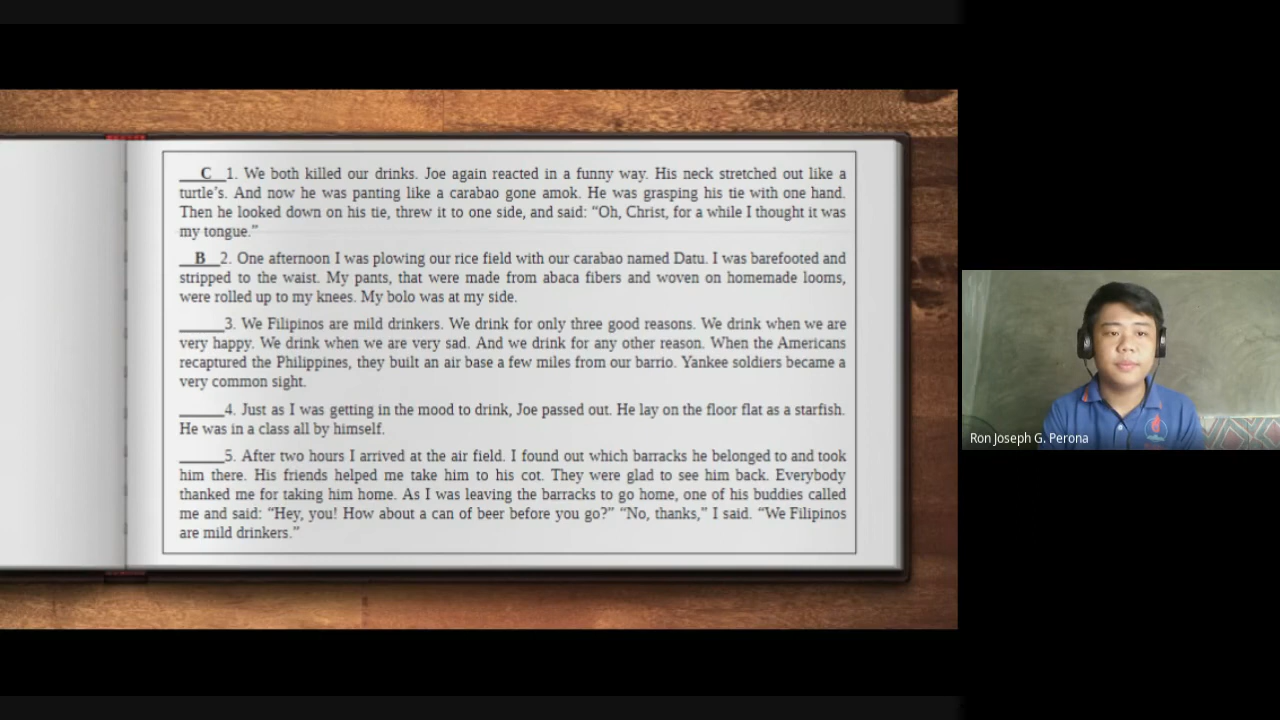 C 1. We both killed our drinks. Joe again reacted in a funny way. His neck stretched out like a
turtle’s. And now he was panting like a carabao gone amok. He was grasping his tie with one hand.
Then he looked down on his tie, threw it to one side, and said: “Oh, Christ, for a while I thought it was
my tongue.”
B 2. One afternoon I was plowing our rice field with our carabao named Datu. I was barefooted and
stripped to the waist. My pants, that were made from abaca fibers and woven on homemade looms,
were rolled up to my knees. My bolo was at my side.
_____3. We Filipinos are mild drinkers. We drink for only three good reasons. We drink when we are
very happy. We drink when we are very sad. And we drink for any other reason. When the Americans
recaptured the Philippines, they built an air base a few miles from our barrio. Yankee soldiers became a
very common sight.
_____4. Just as I was getting in the mood to drink, Joe passed out. He lay on the floor flat as a starfish.
He was in a class all by himself.
_____5. After two hours I arrived at the air field. I found out which barracks he belonged to and took
him there. His friends helped me take him to his cot. They were glad to see him back. Everybody
thanked me for taking him home. As I was leaving the barracks to go home, one of his buddies called
me and said: “Hey, you! How about a can of beer before you go?” “No, thanks,” I said. “We Filipinos
are mild drinkers.”
Ron Joseph G. Perona